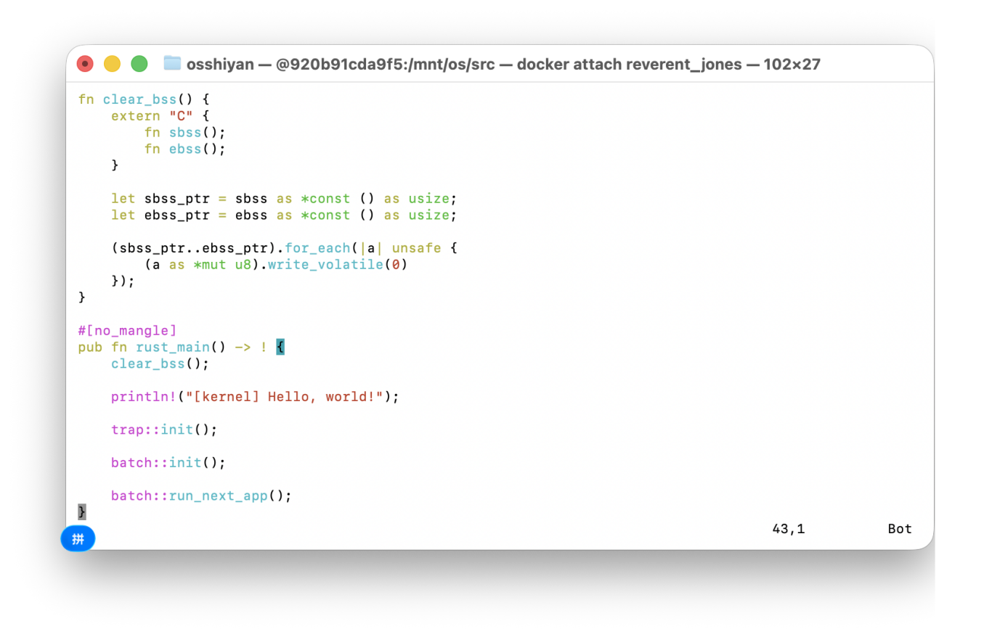 osshiyan — @920b91cda9f5:/mnt/os/src — docker attach reverent_jones — 102×27
fn clear_bss() {
    extern "C" {
        fn sbss();
        fn ebss();
    }

    let sbss_ptr = sbss as *const () as usize;
    let ebss_ptr = ebss as *const () as usize;

    (sbss_ptr..ebss_ptr).for_each(|a| unsafe {
        (a as *mut u8).write_volatile(0)
    });
}

#[no_mangle]
pub fn rust_main() -> ! {
    clear_bss();

    println!("[kernel] Hello, world!");

    trap::init();

    batch::init();

    batch::run_next_app();
}
43,1 Bot
拼